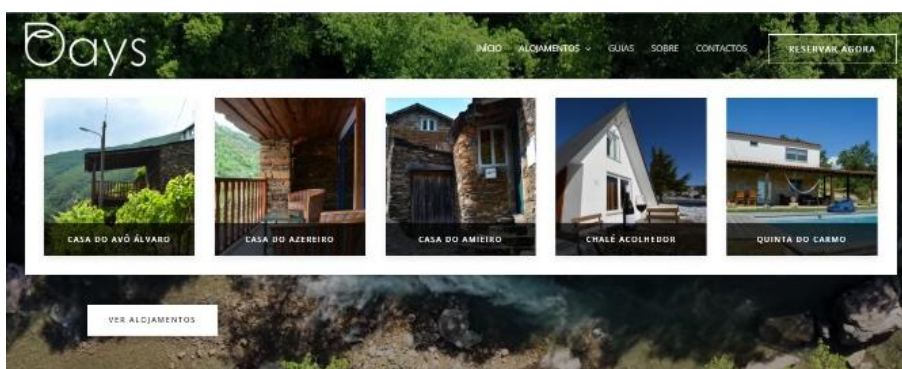 Days
INÍCIO ALOJAMENTOS GUIAS SOBRE CONTACTOS RESERVAR AGORA
CASA DO AVÔ ÁLVARO CASA DO AZEREIRO CASA DO AMIEIRO CHALÉ ACOLHEDOR QUINTA DO CARMO
VER ALOJAMENTOS